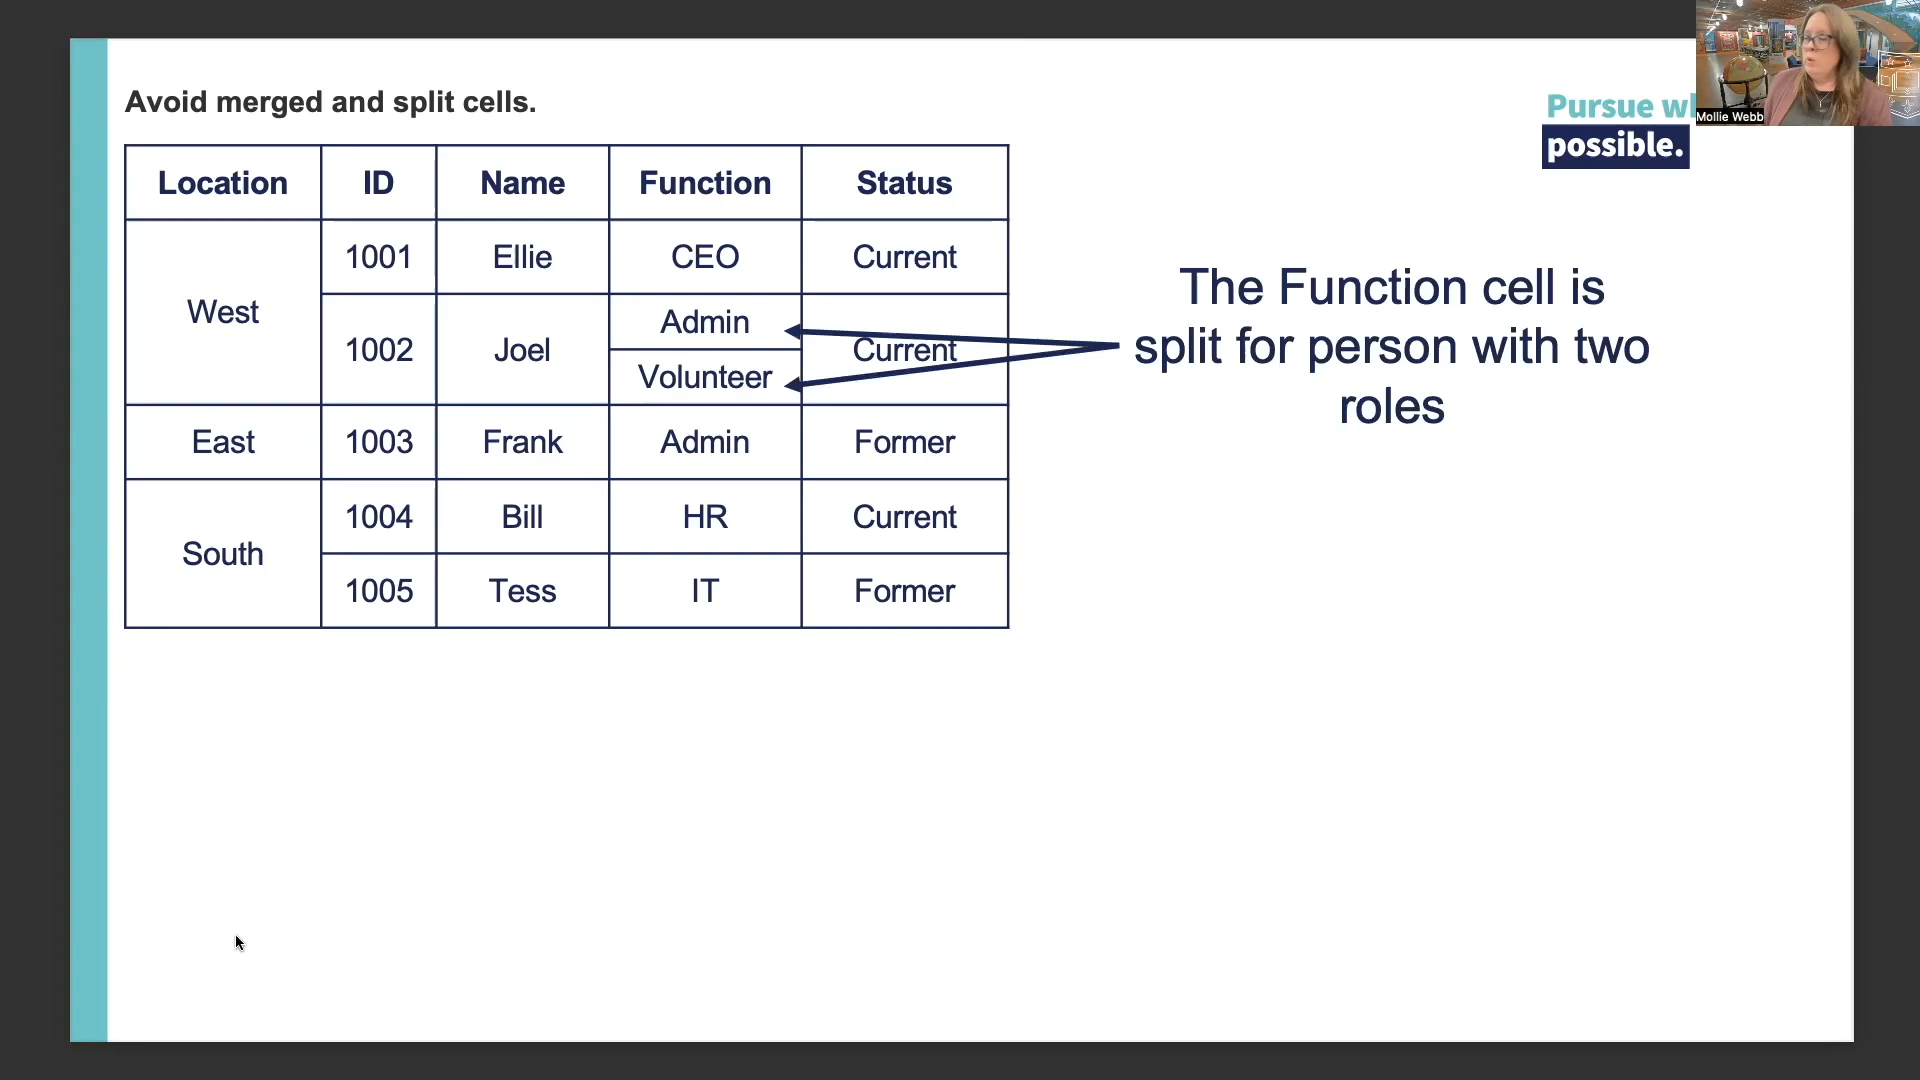 Avoid merged and split cells.
Pursue wh
possible.
Mollie Webb
Location ID Name Function Status
West 1001 Ellie CEO Current
1002 Joel Admin Current
Volunteer
East 1003 Frank Admin Former
South 1004 Bill HR Current
1005 Tess IT Former
The Function cell is
split for person with two
roles